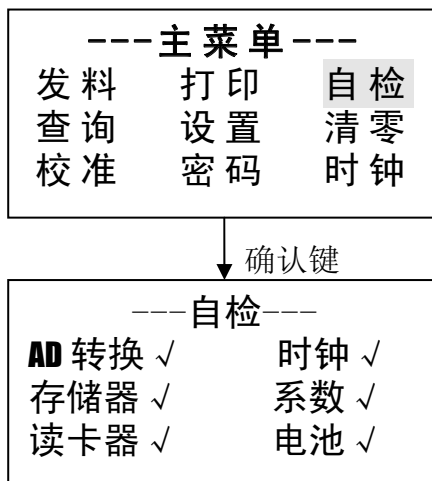 ---主菜单---
发料 打印 自检
查询 设置 清零
校准 密码 时钟
确认键
---自检---
AD 转换 √ 时钟 √
存储器 √ 系数 √
读卡器 √ 电池 √